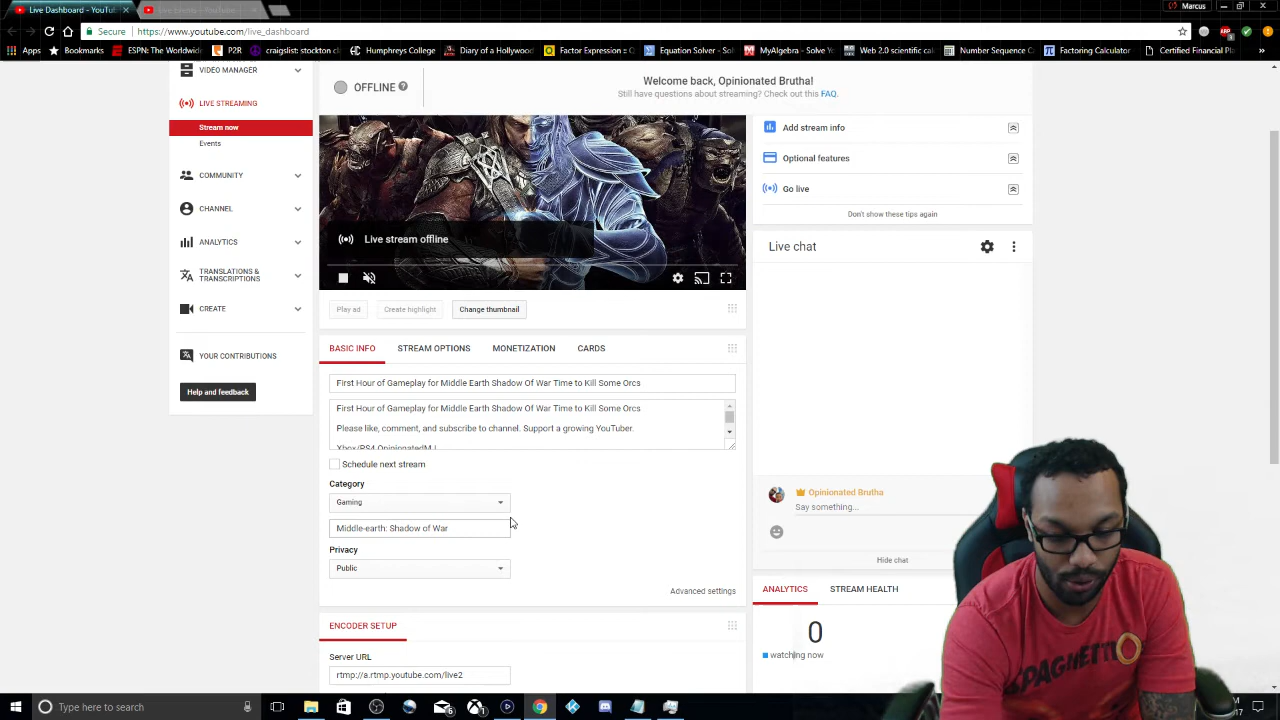 Live Dashboard - YouTu
Live Events - YouTube
Marcus
Secure
https://www.youtube.com/live_dashboard
Apps
Bookmarks
ESPN: The Worldwide
P2R
craigslist stockton c
Humphreys College
Diary of a Hollywood
Factor Expression = C
Equation Solver - Sol
MyAlgebra - Solve Y
Web 2.0 scientific cal
Number Sequence C
Factoring Calculator
Certified Financial Pla
VIDEO MANAGER
LIVE STREAMING
Stream now
Events
COMMUNITY
CHANNEL
ANALYTICS
TRANSLATIONS &
TRANSCRIPTIONS
CREATE
YOUR CONTRIBUTIONS
Help and feedback
OFFLINE
Welcome back, Opinionated Brutha!
Still have questions about streaming? Check out this FAQ.
Live stream offline
Play ad
Create highlight
Change thumbnail
BASIC INFO
STREAM OPTIONS
MONETIZATION
CARDS
First Hour of Gameplay for Middle Earth Shadow Of War Time to Kill Some Orcs
First Hour of Gameplay for Middle Earth Shadow Of War Time to Kill Some Orcs
Please like, comment, and subscribe to channel. Support a growing YouTuber.
Xbox/PS4 OpinionatedMJ
Schedule next stream
Category
Gaming
Middle-earth: Shadow of War
Privacy
Public
Advanced settings
ENCODER SETUP
Server URL
rtmp://a.rtmp.youtube.com/live2
Add stream info
Optional features
Go live
Don't show these tips again
Live chat
Opinionated Brutha
Say something...
Hide chat
ANALYTICS
STREAM HEALTH
0
watching now
SPAGHETTO
Type here to search